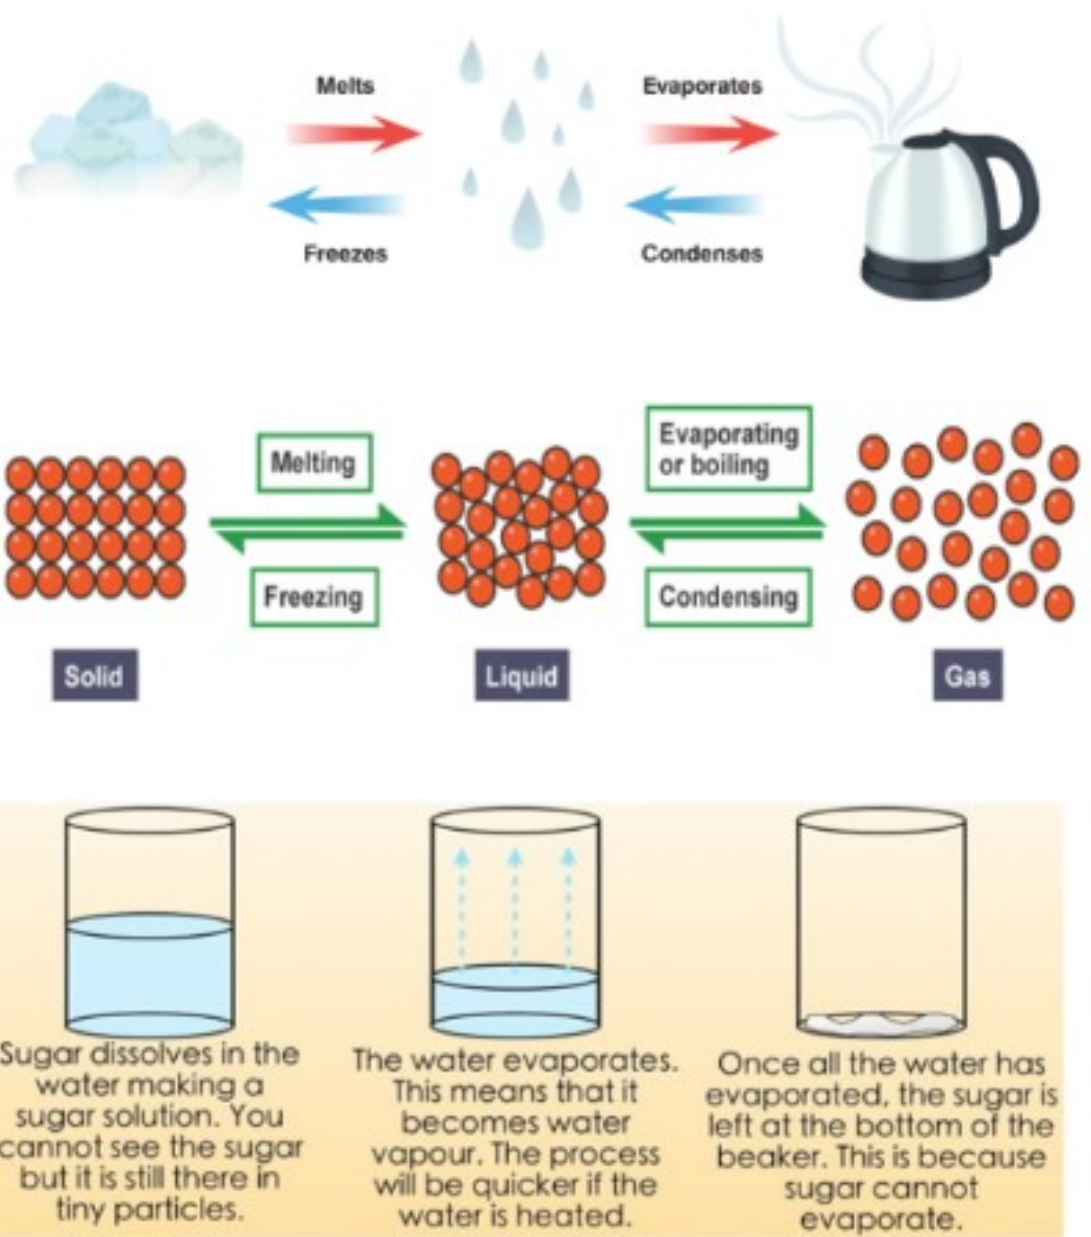 Melts
Evaporates
Freezes
Condenses
Melting
Evaporating
or boiling
Freezing
Condensing
Solid
Liquid
Gas
Sugar dissolves in the
water making a
sugar solution. You
cannot see the sugar
but it is still there in
tiny particles.
The water evaporates.
This means that it
becomes water
vapour. The process
will be quicker if the
water is heated.
Once all the water has
evaporated, the sugar is
left at the bottom of the
beaker. This is because
sugar cannot
evaporate.